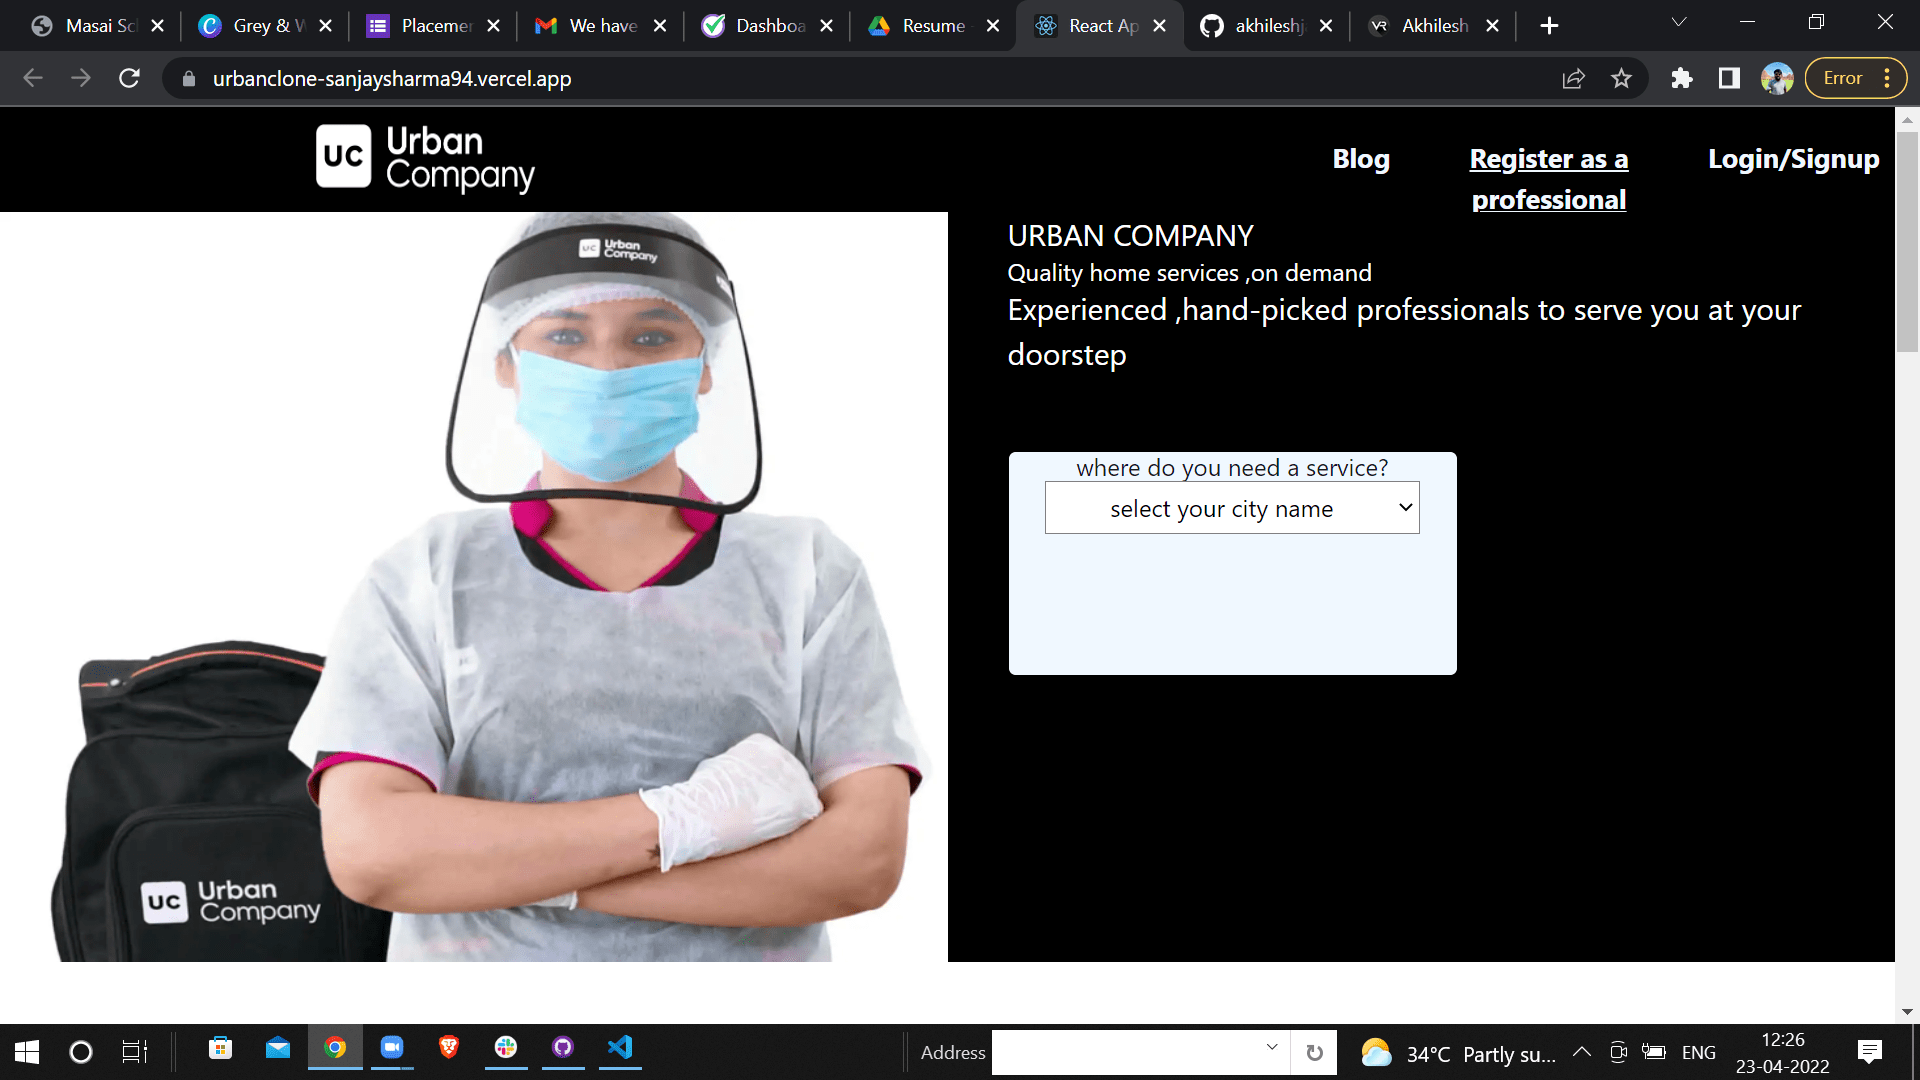 Masai Sc
Grey & W
Placemer
We have
Dashboa
Resume
React Ap
akhileshj
VR
Akhilesh
urbanclone-sanjaysharma94.vercel.app
Error
UC
Urban
Company
Blog
Register as a
professional
Login/Signup
UC Urban
Company
URBAN COMPANY
Quality home services ,on demand
Experienced ,hand-picked professionals to serve you at your
doorstep
where do you need a service?
select your city name
UC
Urban
Company
Address
34°C Partly su...
ENG
12:26
23-04-2022